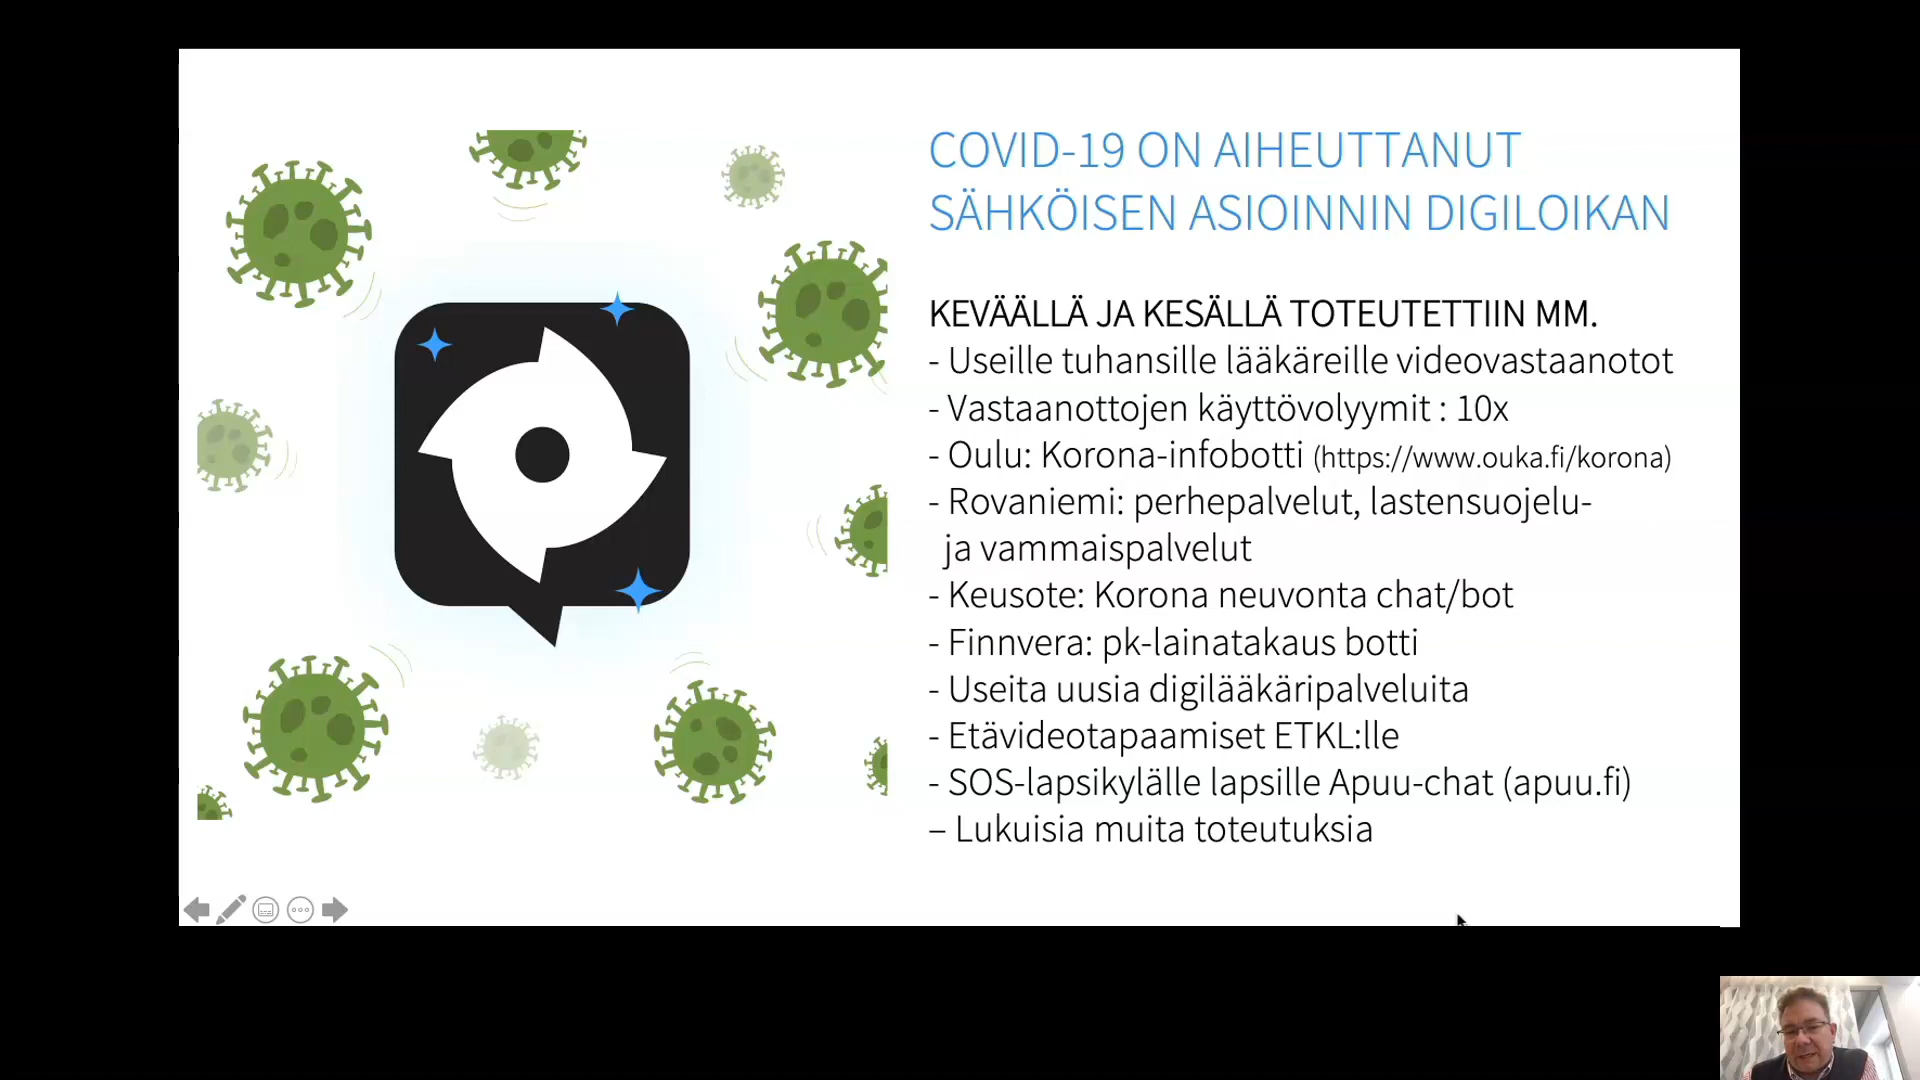 COVID-19 ON AIHEUTTANUT
SÄHKÖISEN ASIOINNIN DIGILOIKAN
KEVÄÄLLÄ JA KESÄLLÄ TOTEUTETTIIN MM.
- Useille tuhansille lääkäreille videovastaanotot
- Vastaanottojen käyttövolyymit : 10x
- Oulu: Korona-infobotti (https://www.ouka.fi/korona)
- Rovaniemi: perhepalvelut, lastensuojelu-
ja vammaispalvelut
- Keusote: Korona neuvonta chat/bot
- Finnvera: pk-lainatakaus botti
- Useita uusia digilääkäripalveluita
- Etävideotapaamiset ETKL:lle
- SOS-lapsikylälle lapsille Apuu-chat (apuu.fi)
– Lukuisia muita toteutuksia